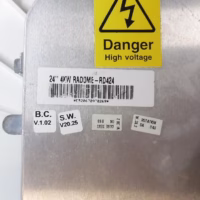 Danger
High voltage
24" 4KW RADOME-RD424
B.C.
V.1.02
S.W.
V20.25